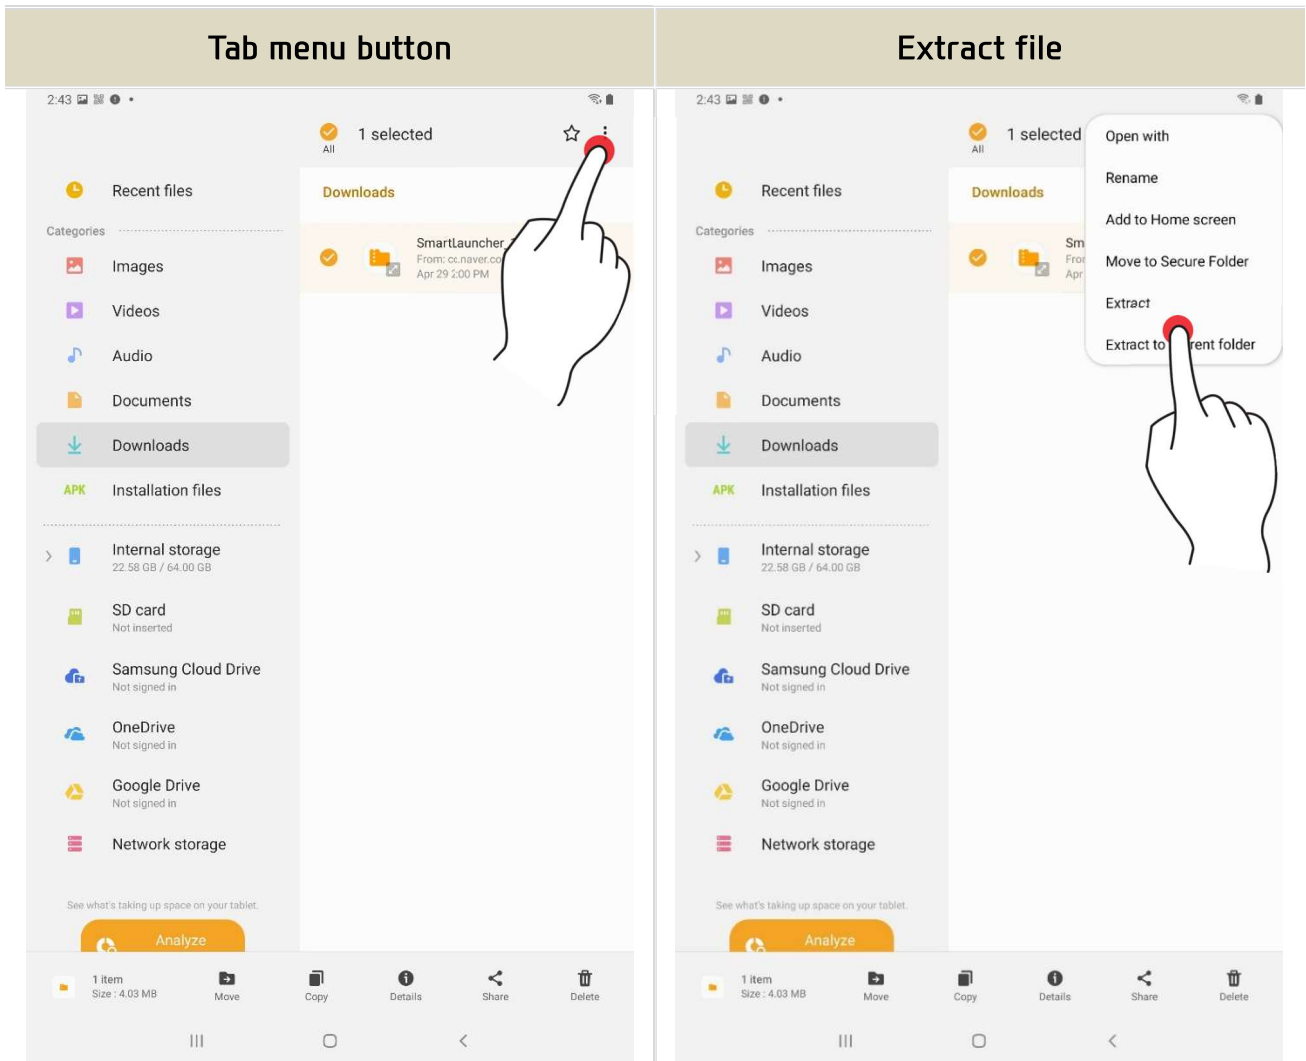 Tab menu button
2:43
1 selected
All
Recent files
Downloads
Categories
SmartLauncher_
From: cc.naver.co
Apr 29 2:00 PM
Images
Videos
Audio
Documents
Downloads
APK Installation files
Internal storage
22.58 GB / 64.00 GB
SD card
Not inserted
Samsung Cloud Drive
Not signed in
OneDrive
Not signed in
Google Drive
Not signed in
Network storage
See what's taking up space on your tablet.
Analyze
1 item
Size : 4.03 MB
Move
Copy
Details
Share
Delete
Extract file
2:43
1 selected
All
Open with
Rename
Add to Home screen
Move to Secure Folder
Extract
Extract to rent folder
Recent files
Downloads
Categories
Sm
Fror
Apr
Images
Videos
Audio
Documents
Downloads
APK Installation files
Internal storage
22.58 GB / 64.00 GB
SD card
Not inserted
Samsung Cloud Drive
Not signed in
OneDrive
Not signed in
Google Drive
Not signed in
Network storage
See what's taking up space on your tablet.
Analyze
1 item
Size : 4.03 MB
Move
Copy
Details
Share
Delete